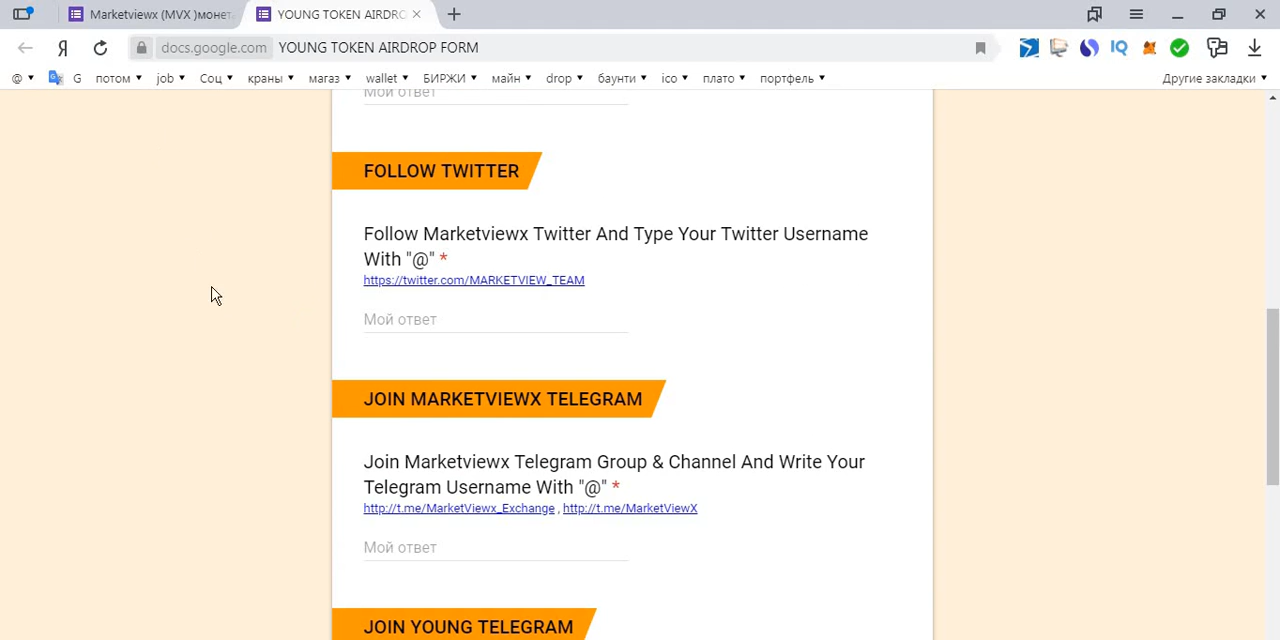 Marketviewx (MVX )монет
YOUNG TOKEN AIRDRO
docs.google.com YOUNG TOKEN AIRDROP FORM
Я
IQ
@ G потом job Соц краны магаз wallet БИРЖИ майн drop баунти ico плато портфель Другие закладки
Мой ответ
FOLLOW TWITTER
Follow Marketviewx Twitter And Type Your Twitter Username
With "@" *
https://twitter.com/MARKETVIEW_TEAM
Мой ответ
JOIN MARKETVIEWX TELEGRAM
Join Marketviewx Telegram Group & Channel And Write Your
Telegram Username With "@" *
http://t.me/MarketViewx_Exchange , http://t.me/MarketViewX
Мой ответ
JOIN YOUNG TELEGRAM